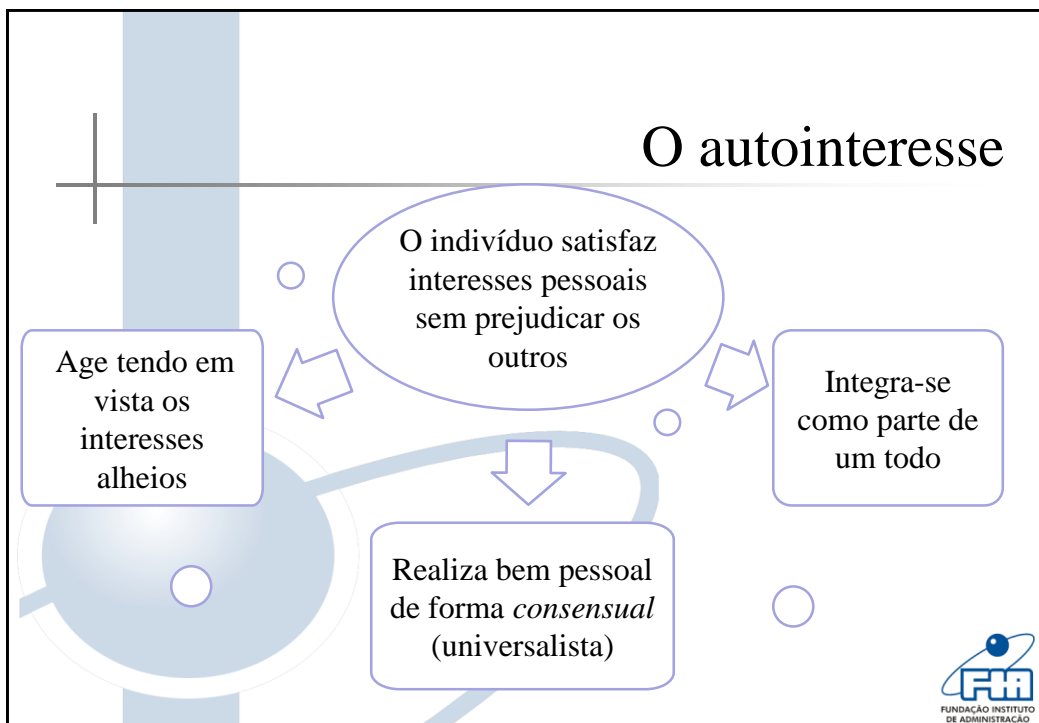 O autointeresse
O indivíduo satisfaz
interesses pessoais
sem prejudicar os
outros
Age tendo em
vista os
interesses
alheios
Realiza bem pessoal
de forma consensual
(universalista)
Integra-se
como parte de
um todo
FIA
FUNDAÇÃO INSTITUTO
DE ADMINISTRAÇÃO